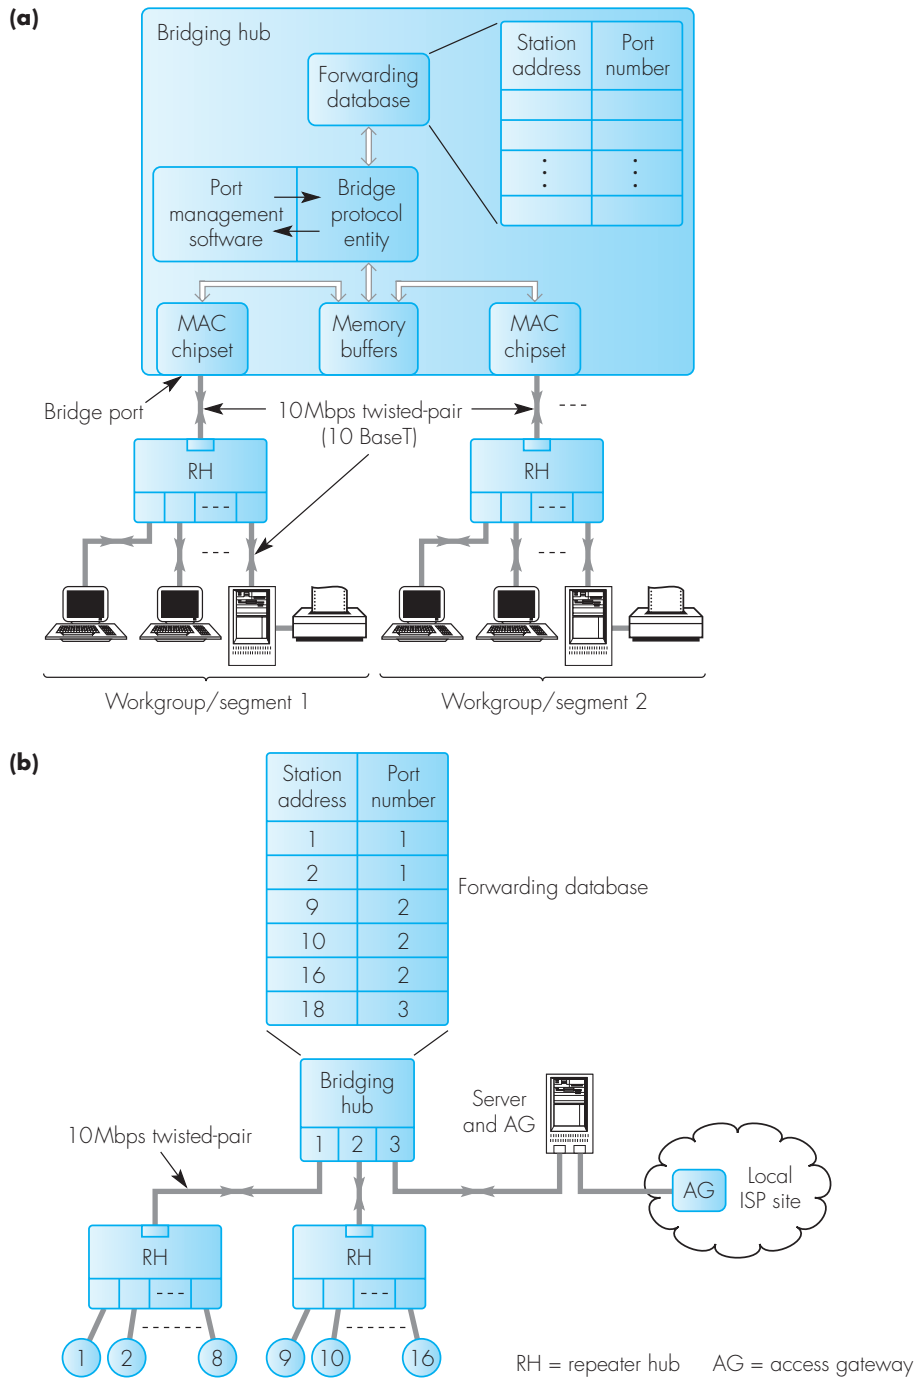 (a)
Bridging hub
Forwarding
database
Station
address
Port
number
Port
management
software
Bridge
protocol
entity
MAC
chipset
Memory
buffers
MAC
chipset
Bridge port
10Mbps twisted-pair
(10 BaseT)
RH
RH
Workgroup/segment 1
Workgroup/segment 2
(b)
Station
address
Port
number
1 1
2 1
9 2
10 2
16 2
18 3
Forwarding database
Bridging
hub
1 2 3
Server
and AG
10Mbps twisted-pair
AG
Local
ISP site
RH
RH
1 2 8
9 10 16
RH = repeater hub AG = access gateway